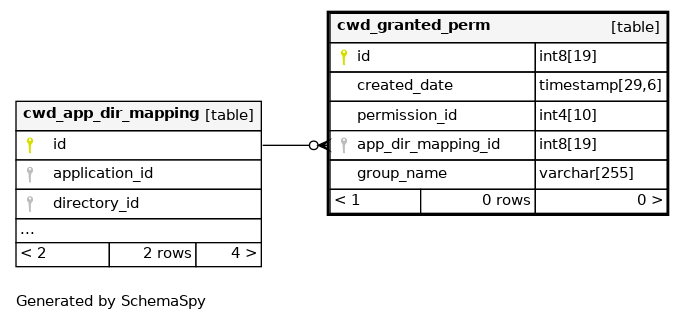 cwd_granted_perm [table]
id int8[19]
created_date timestamp[29,6]
permission_id int4[10]
app_dir_mapping_id int8[19]
group_name varchar[255]
< 1 0 rows 0 >
cwd_app_dir_mapping [table]
id
application_id
directory_id
...
< 2 2 rows 4 >
Generated by SchemaSpy